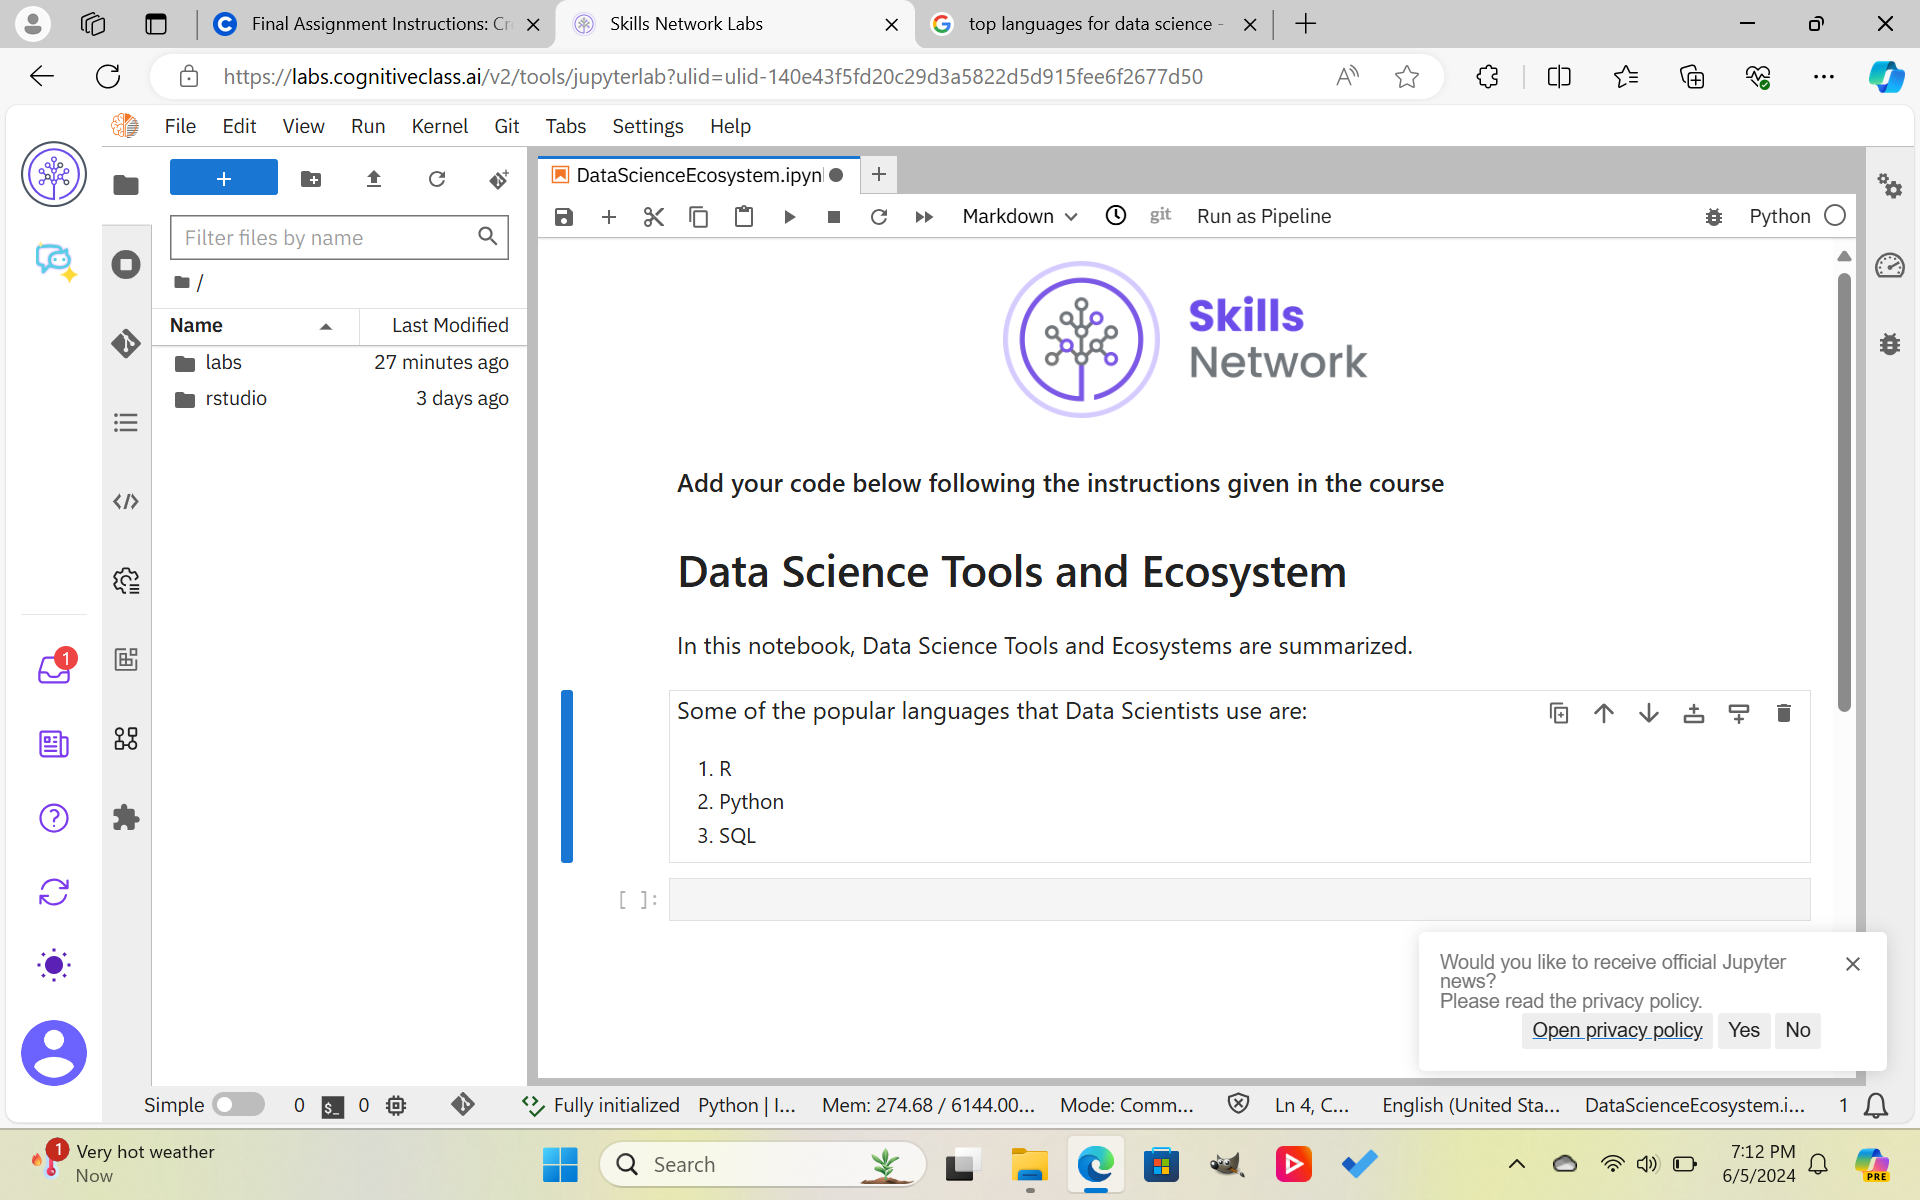 Final Assignment Instructions: Cr
Skills Network Labs
top languages for data science -
https://labs.cognitiveclass.ai/v2/tools/jupyterlab?ulid=ulid-140e43f5fd20c29d3a5822d5d915fee6f2677d50
File Edit View Run Kernel Git Tabs Settings Help
DataScienceEcosystem.ipyn
Markdown
git
Run as Pipeline
Python
Filter files by name
/
Name Last Modified
labs 27 minutes ago
rstudio 3 days ago
Skills
Network
Add your code below following the instructions given in the course
Data Science Tools and Ecosystem
In this notebook, Data Science Tools and Ecosystems are summarized.
Some of the popular languages that Data Scientists use are:
1. R
2. Python
3. SQL
[ ]:
1
Would you like to receive official Jupyter
news?
Please read the privacy policy.
Open privacy policy Yes No
Simple 0 $_ 0 Fully initialized Python | I... Mem: 274.68 / 6144.00... Mode: Comm... Ln 4, C... English (United Sta... DataScienceEcosystem.i... 1
1
Very hot weather
Now
Search
7:12 PM
6/5/2024
PRE